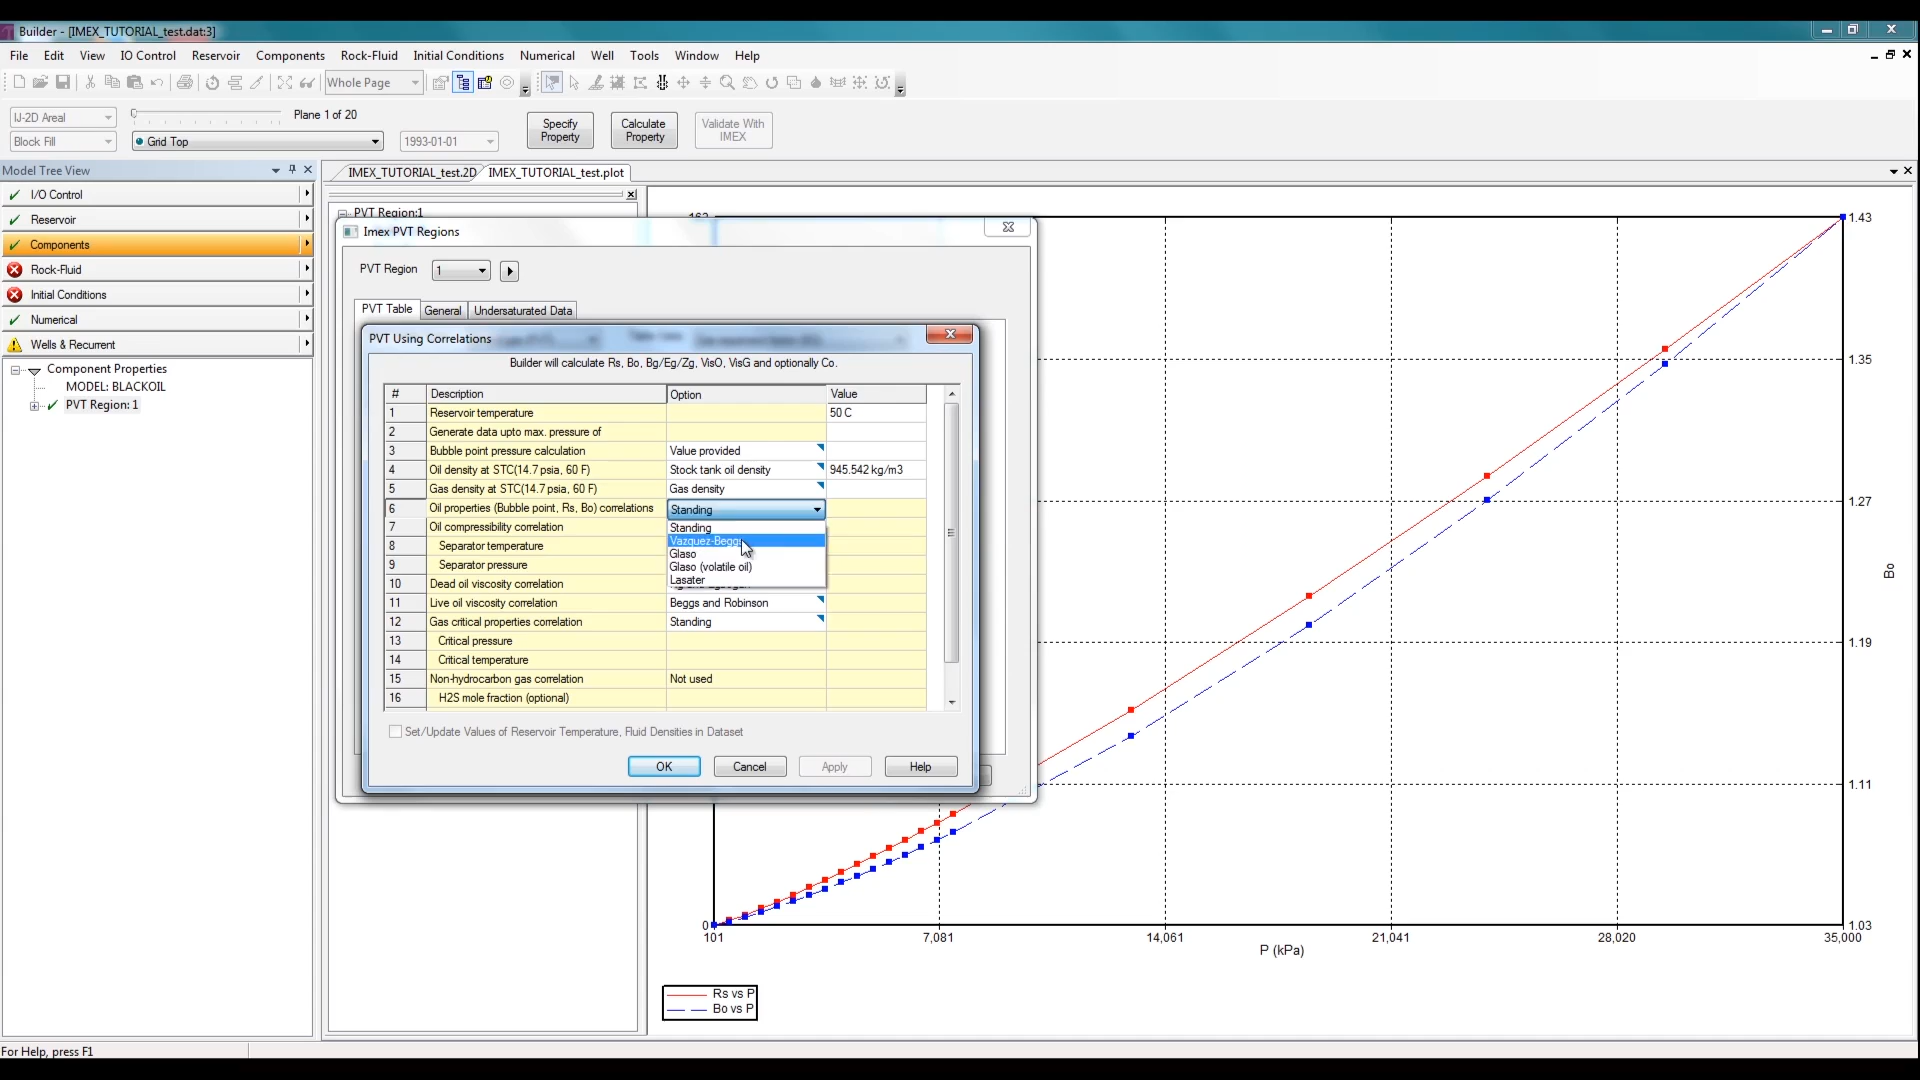 Builder - [IMEX_TUTORIAL_test.dat:3]
File Edit View IO Control Reservoir Components Rock-Fluid Initial Conditions Numerical Well Tools Window Help
Whole Page
IJ-2D Areal
Plane 1 of 20
Specify Property
Calculate Property
Validate With IMEX
Block Fill
Grid Top
1993-01-01
Model Tree View
IMEX_TUTORIAL_test.2D
IMEX_TUTORIAL_test.plot
I/O Control
Reservoir
Components
Rock-Fluid
Initial Conditions
Numerical
Wells & Recurrent
Component Properties
MODEL: BLACKOIL
PVT Region: 1
PVT Region:1
Imex PVT Regions
PVT Region
1
PVT Table
General
Undersaturated Data
PVT Using Correlations
Builder will calculate Rs, Bo, Bg/Eg/Zg, VisO, VisG and optionally Co.
# Description Option Value
1 Reservoir temperature 50 C
2 Generate data upto max. pressure of
3 Bubble point pressure calculation Value provided
4 Oil density at STC(14.7 psia, 60 F) Stock tank oil density 945.542 kg/m3
5 Gas density at STC(14.7 psia, 60 F) Gas density
6 Oil properties (Bubble point, Rs, Bo) correlations Standing
7 Oil compressibility correlation
8 Separator temperature
9 Separator pressure
10 Dead oil viscosity correlation
11 Live oil viscosity correlation Beggs and Robinson
12 Gas critical properties correlation Standing
13 Critical pressure
14 Critical temperature
15 Non-hydrocarbon gas correlation Not used
16 H2S mole fraction (optional)
Standing
Vazquez-Beggs
Glaso
Glaso (volatile oil)
Lasater
Set/Update Values of Reservoir Temperature, Fluid Densities in Dataset
OK
Cancel
Apply
Help
1.43
1.35
1.27
1.19
1.11
1.03
Bo
0
101
7,081
14,061
21,041
28,020
35,000
P (kPa)
Rs vs P
Bo vs P
For Help, press F1